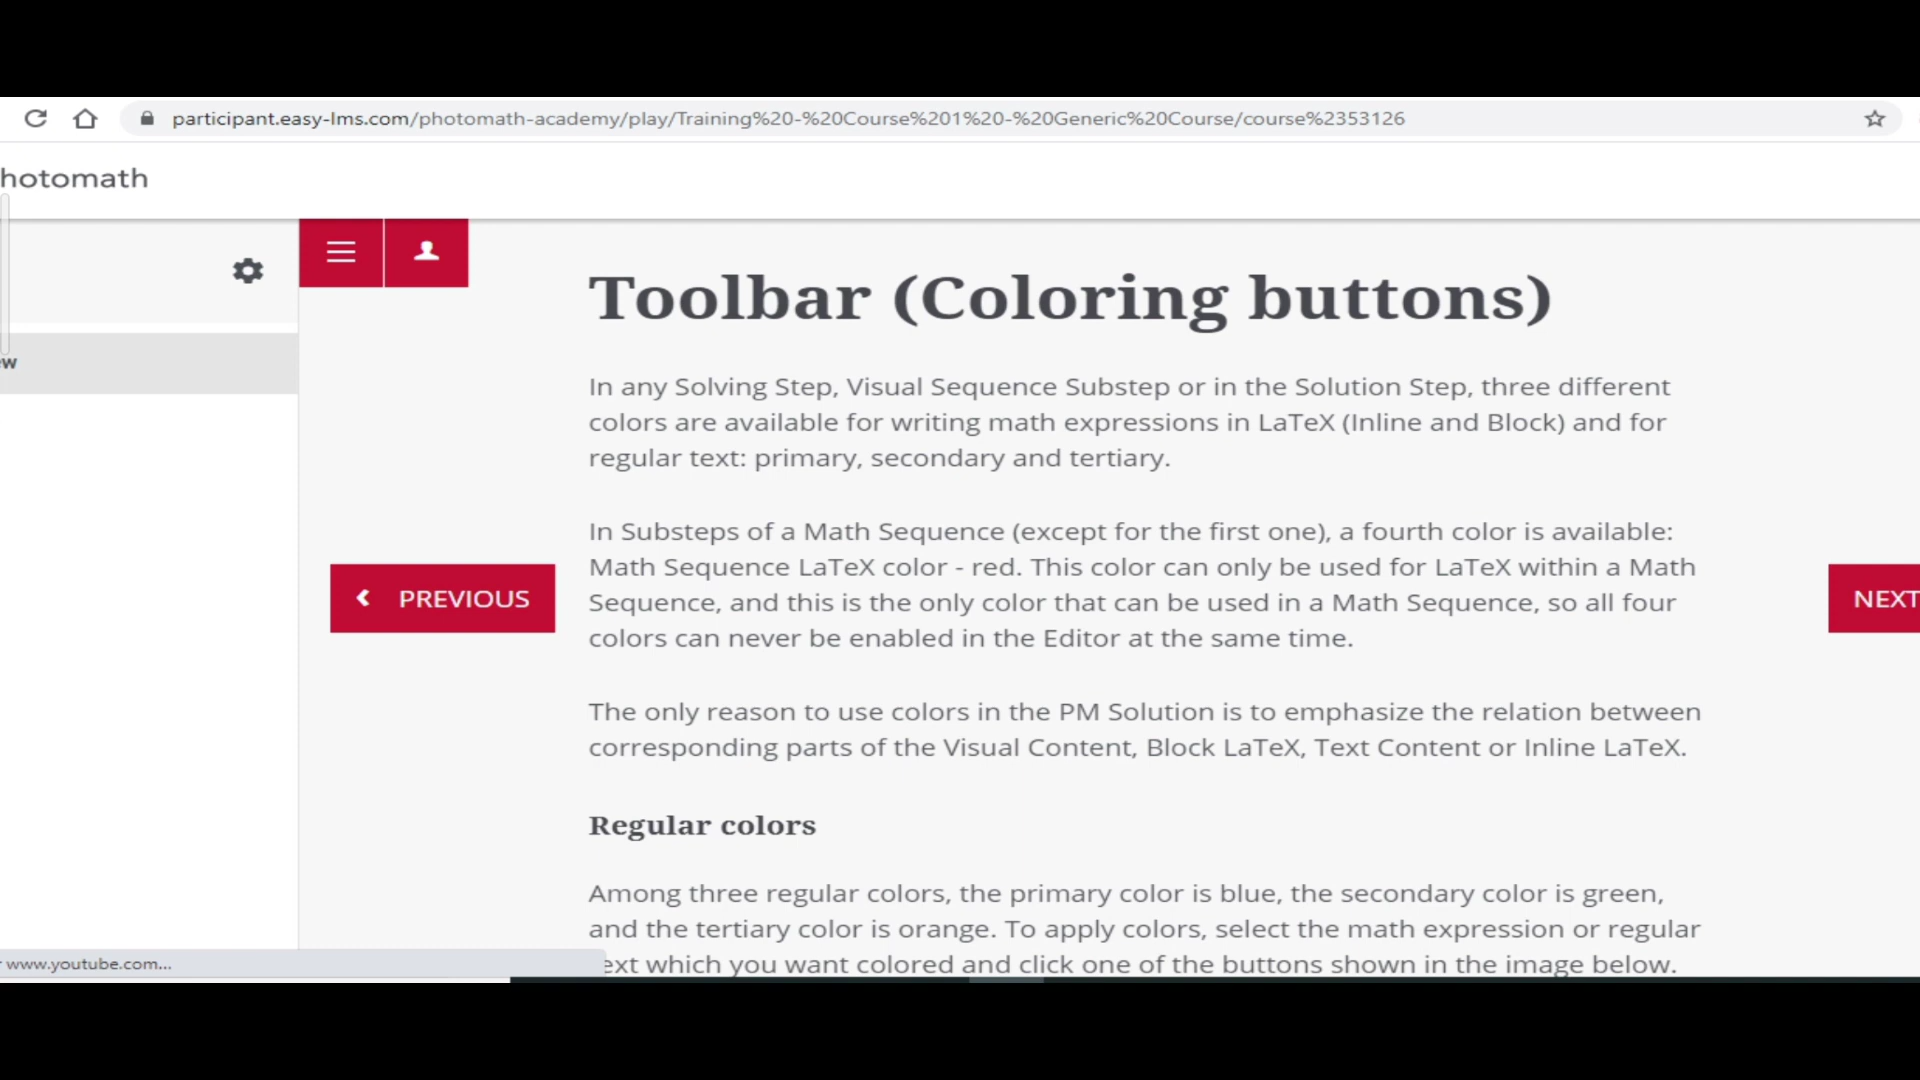 participant.easy-lms.com/photomath-academy/play/Training%20-%20Course%201%20-%20Generic%20Course/course%2353126
hotomath
ew
Toolbar (Coloring buttons)
In any Solving Step, Visual Sequence Substep or in the Solution Step, three different
colors are available for writing math expressions in LaTeX (Inline and Block) and for
regular text: primary, secondary and tertiary.
In Substeps of a Math Sequence (except for the first one), a fourth color is available:
Math Sequence LaTeX color - red. This color can only be used for LaTeX within a Math
Sequence, and this is the only color that can be used in a Math Sequence, so all four
colors can never be enabled in the Editor at the same time.
PREVIOUS
NEXT
The only reason to use colors in the PM Solution is to emphasize the relation between
corresponding parts of the Visual Content, Block LaTeX, Text Content or Inline LaTeX.
Regular colors
Among three regular colors, the primary color is blue, the secondary color is green,
and the tertiary color is orange. To apply colors, select the math expression or regular
ext which you want colored and click one of the buttons shown in the image below.
www.youtube.com...